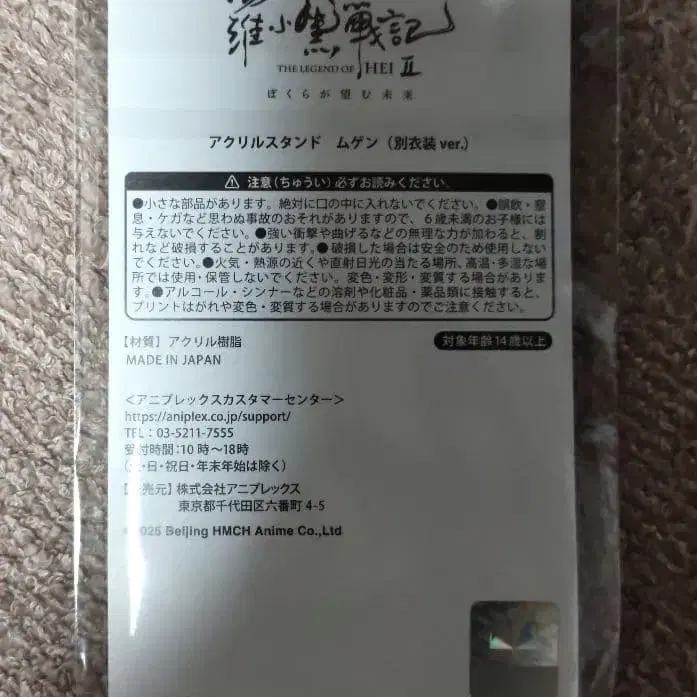 羅小黒戦記
THE LEGEND OF HEI II
ぼくらが望む未来
アクリルスタンド ムゲン（別衣装 ver.）
⚠ 注意（ちゅうい）必ずお読みください。
●小さな部品があります。絶対に口の中に入れないでください。●誤飲・窒
息・ケガなど思わぬ事故のおそれがありますので、６歳未満のお子様には
与えないでください。●強い衝撃や曲げるなどの無理な力が加わると、割
れなど破損することがあります。●破損した場合は安全のため使用しない
でください。●火気・熱源の近くや直射日光の当たる場所、高温・多湿な場
所では使用・保管しないでください。変色・変形・変質する場合がありま
す。●アルコール・シンナーなどの溶剤や化粧品・薬品類に接触すると、
プリントはがれや変色・変質する場合がありますのでご注意ください。
【材質】アクリル樹脂
対象年齢14歳以上
MADE IN JAPAN
＜アニプレックスカスタマーセンター＞
https://aniplex.co.jp/support/
TEL：03-5211-7555
受付時間：10時～18時
（土・日・祝日・年末年始は除く）
【発売元】株式会社アニプレックス
東京都千代田区六番町 4-5
2025 Beijing HMCH Anime Co.,Ltd